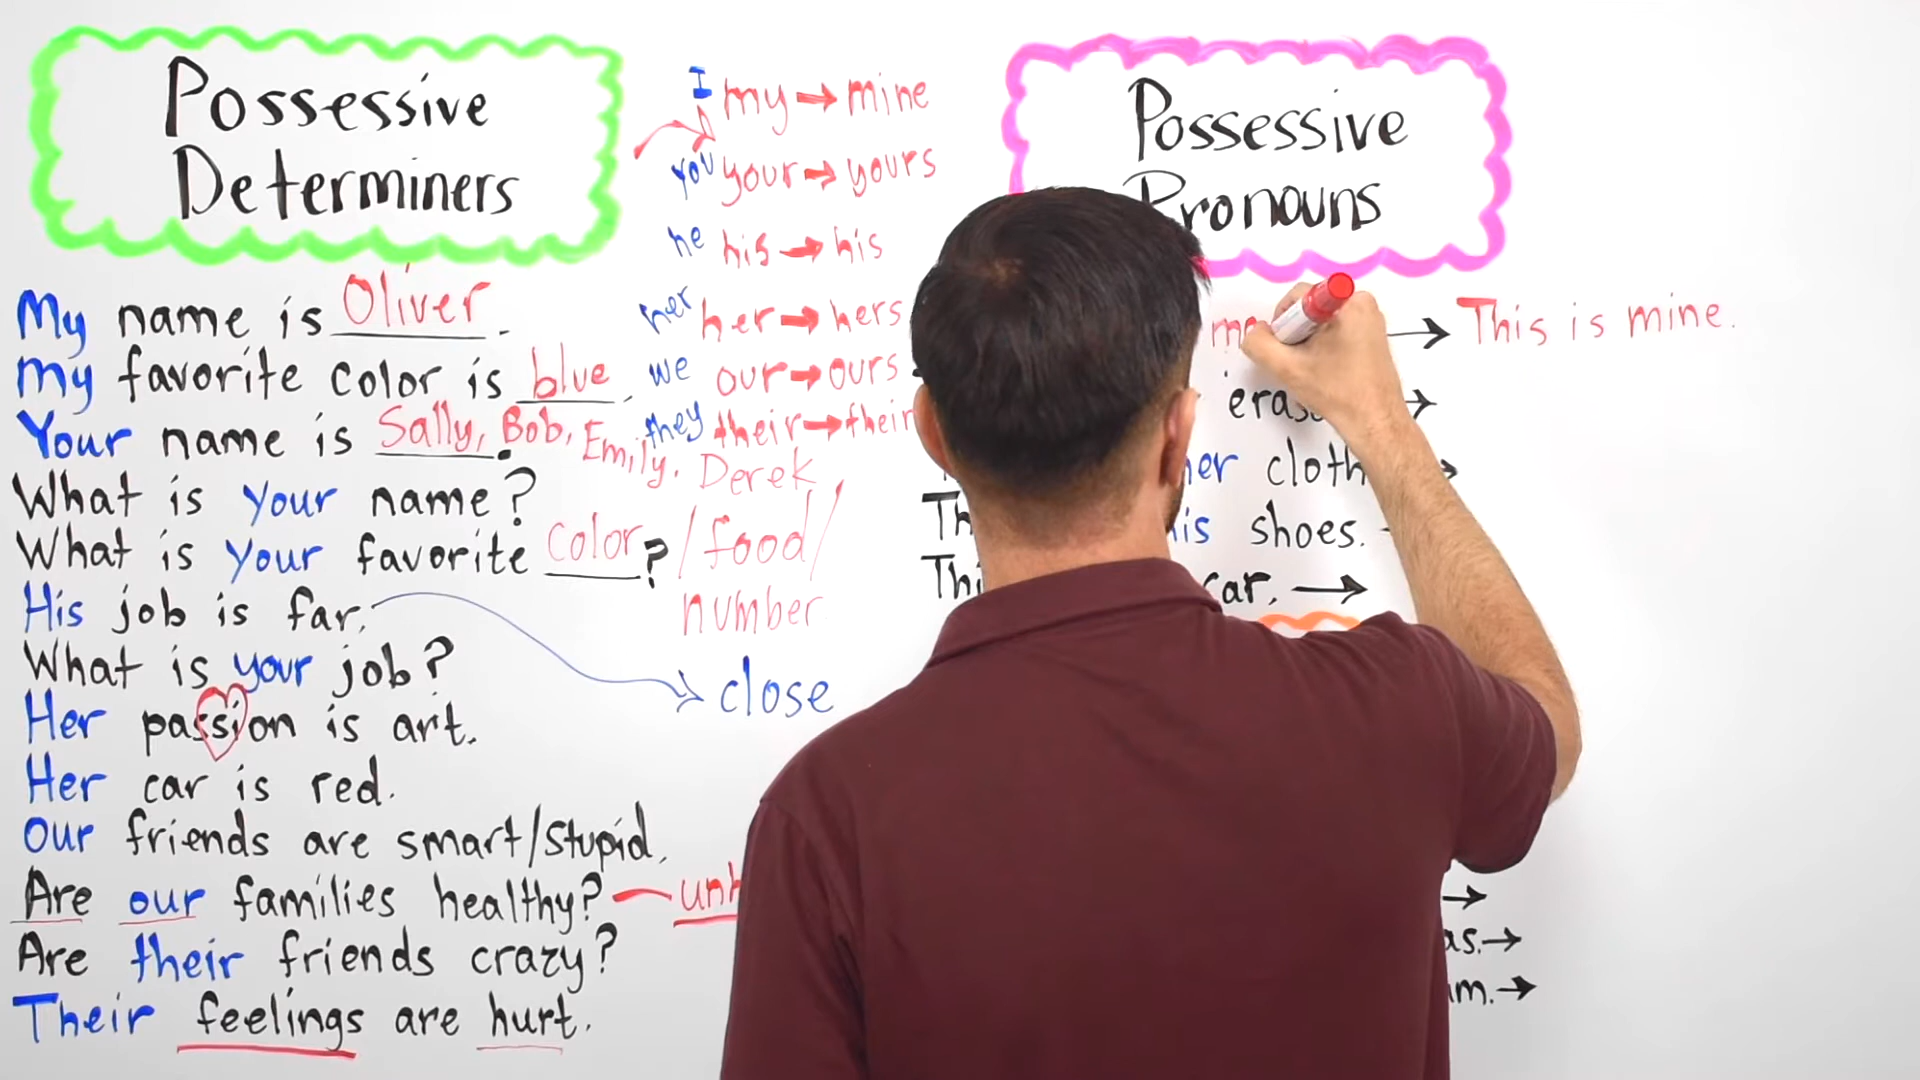 Possessive
Determiners
I my → mine
you your → yours
he his → his
her her → hers
we our → ours
they their → their
My name is Oliver.
My favorite color is blue.
Your name is Sally, Bob, Emily, Derek.
What is your name?
What is your favorite color? / food /
number
His job is far. close
What is your job?
Her passion is art.
Her car is red.
Our friends are smart/stupid.
Are our families healthy? unh
Are their friends crazy?
Their feelings are hurt.
Possessive
Pronouns
→ This is mine.
→
her →
his shoes.
car. →
→
as. →
m. →